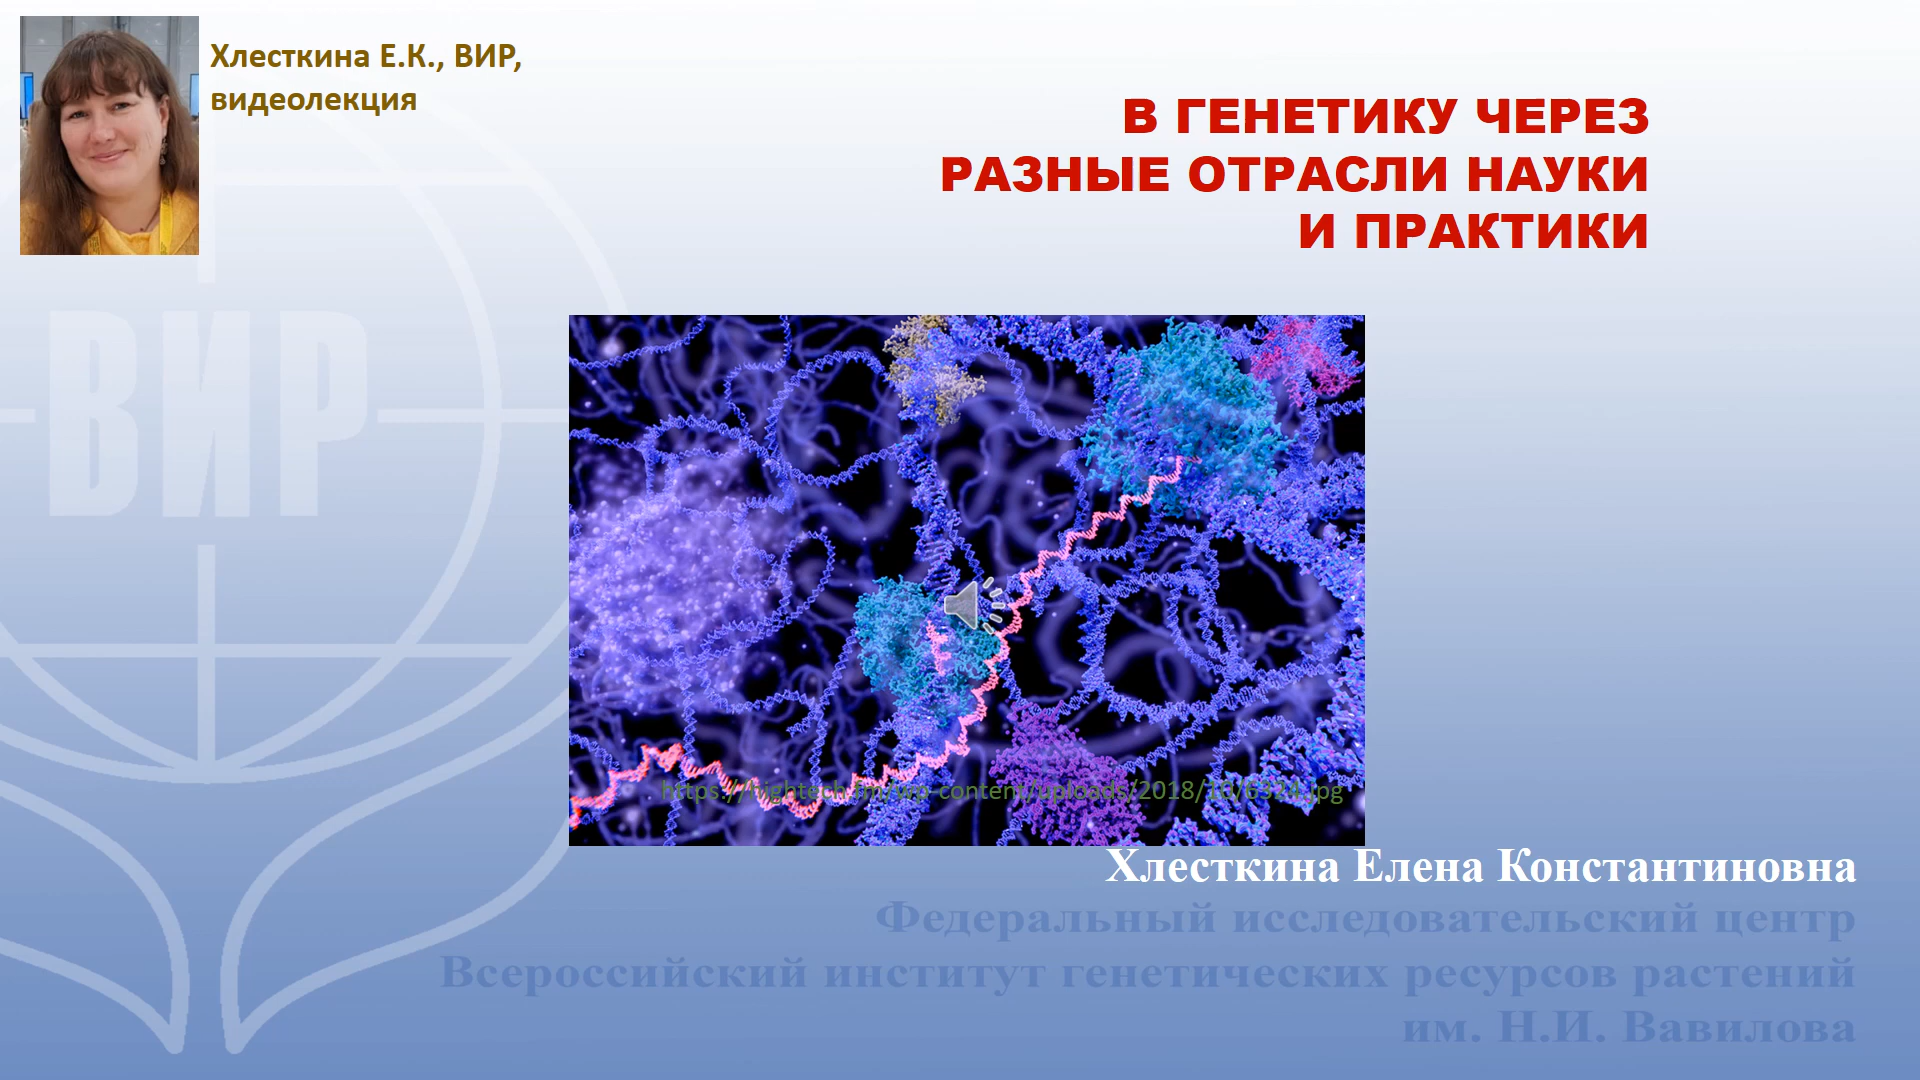 Хлесткина Е.К., ВИР,
видеолекция
В ГЕНЕТИКУ ЧЕРЕЗ
РАЗНЫЕ ОТРАСЛИ НАУКИ
И ПРАКТИКИ
ВИР
https://hightech.fm/wp-content/uploads/2018/10/6324.jpg
Хлесткина Елена Константиновна
Федеральный исследовательский центр
Всероссийский институт генетических ресурсов растений
им. Н.И. Вавилова